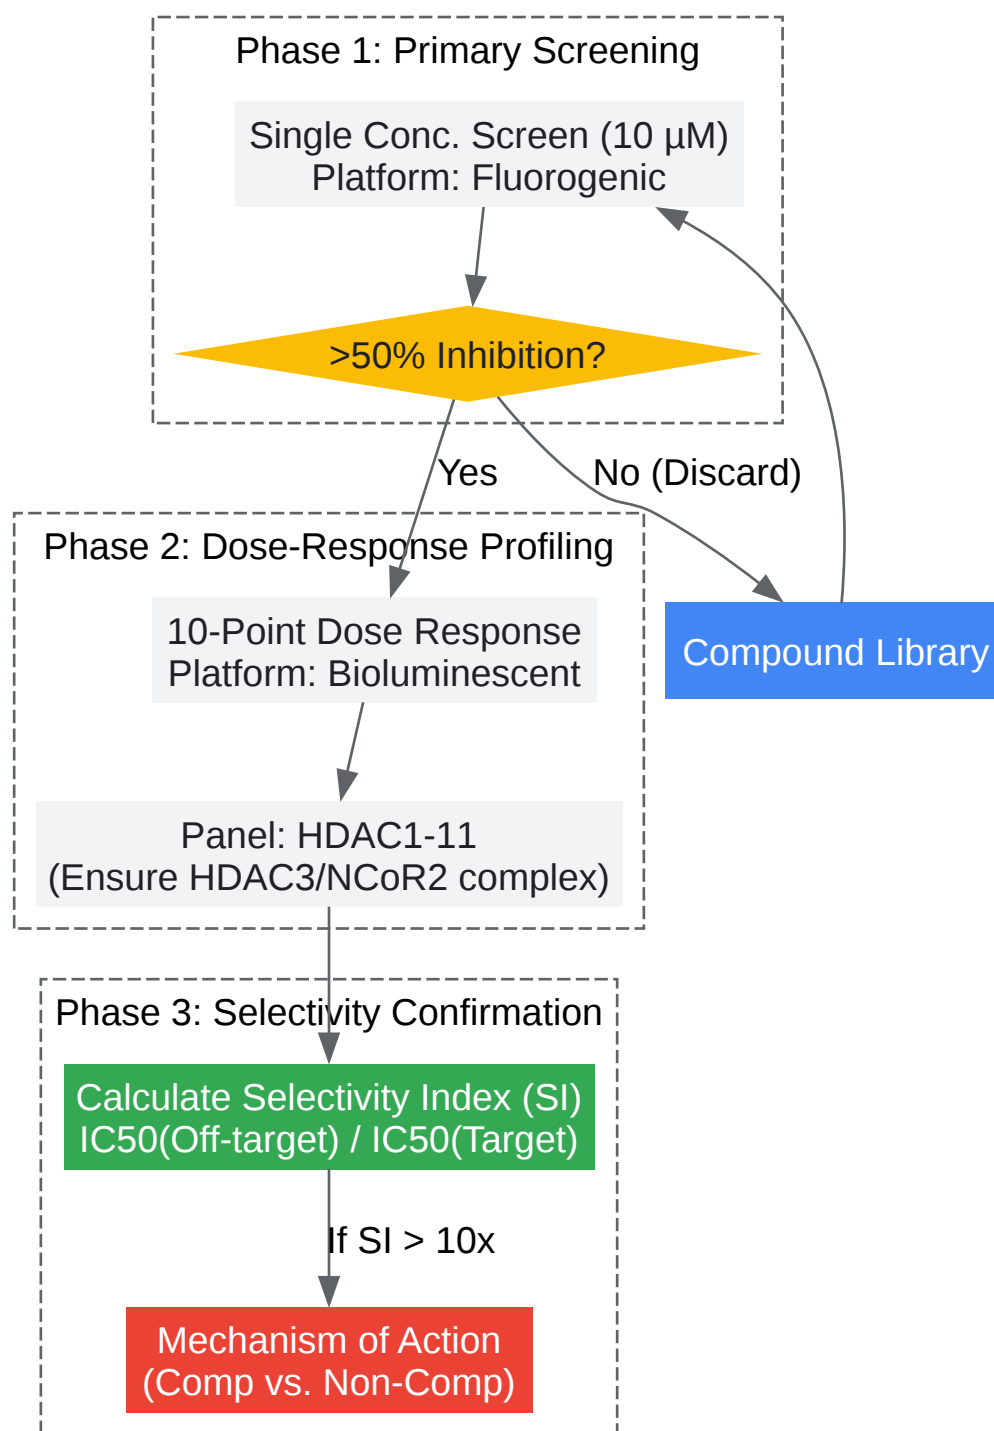 Phase 1: Primary Screening
Single Conc. Screen (10 µM)
Platform: Fluorogenic
>50% Inhibition?
Yes
No (Discard)
Phase 2: Dose-Response Profiling
10-Point Dose Response
Platform: Bioluminescent
Compound Library
Panel: HDAC1-11
(Ensure HDAC3/NCoR2 complex)
Phase 3: Selectivity Confirmation
Calculate Selectivity Index (SI)
IC50(Off-target) / IC50(Target)
If SI > 10x
Mechanism of Action
(Comp vs. Non-Comp)